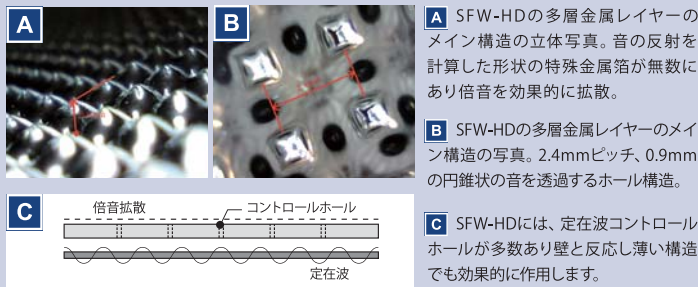 A
B
A SFW-HDの多層金属レイヤーの
メイン構造の立体写真。音の反射を
計算した形状の特殊金属箔が無数に
あり倍音を効果的に拡散。
B SFW-HDの多層金属レイヤーのメイ
ン構造の写真。2.4mmピッチ、0.9mm
の円錐状の音を透過するホール構造。
C
倍音拡散
コントロールホール
定在波
C SFW-HDには、定在波コントロール
ホールが多数あり壁と反応し薄い構造
でも効果的に作用します。